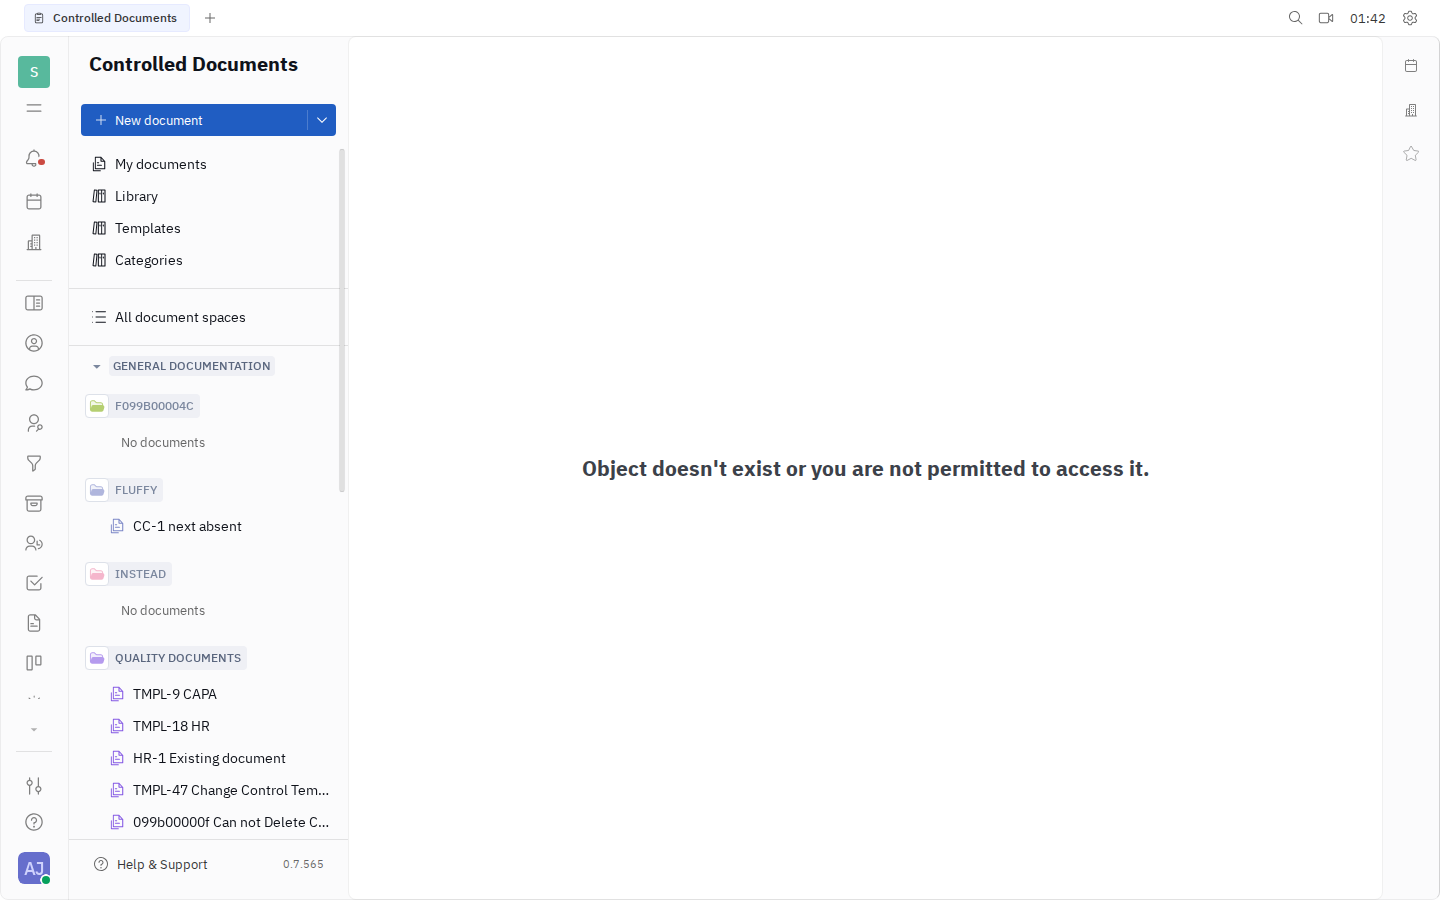 Controlled Documents
01:42
S
Controlled Documents
New document
My documents
Library
Templates
Categories
All document spaces
GENERAL DOCUMENTATION
F099B00004C
No documents
FLUFFY
CC-1 next absent
INSTEAD
No documents
QUALITY DOCUMENTS
TMPL-9 CAPA
TMPL-18 HR
HR-1 Existing document
TMPL-47 Change Control Tem...
099b00000f Can not Delete C...
Help & Support
0.7.565
AJ
Object doesn't exist or you are not permitted to access it.